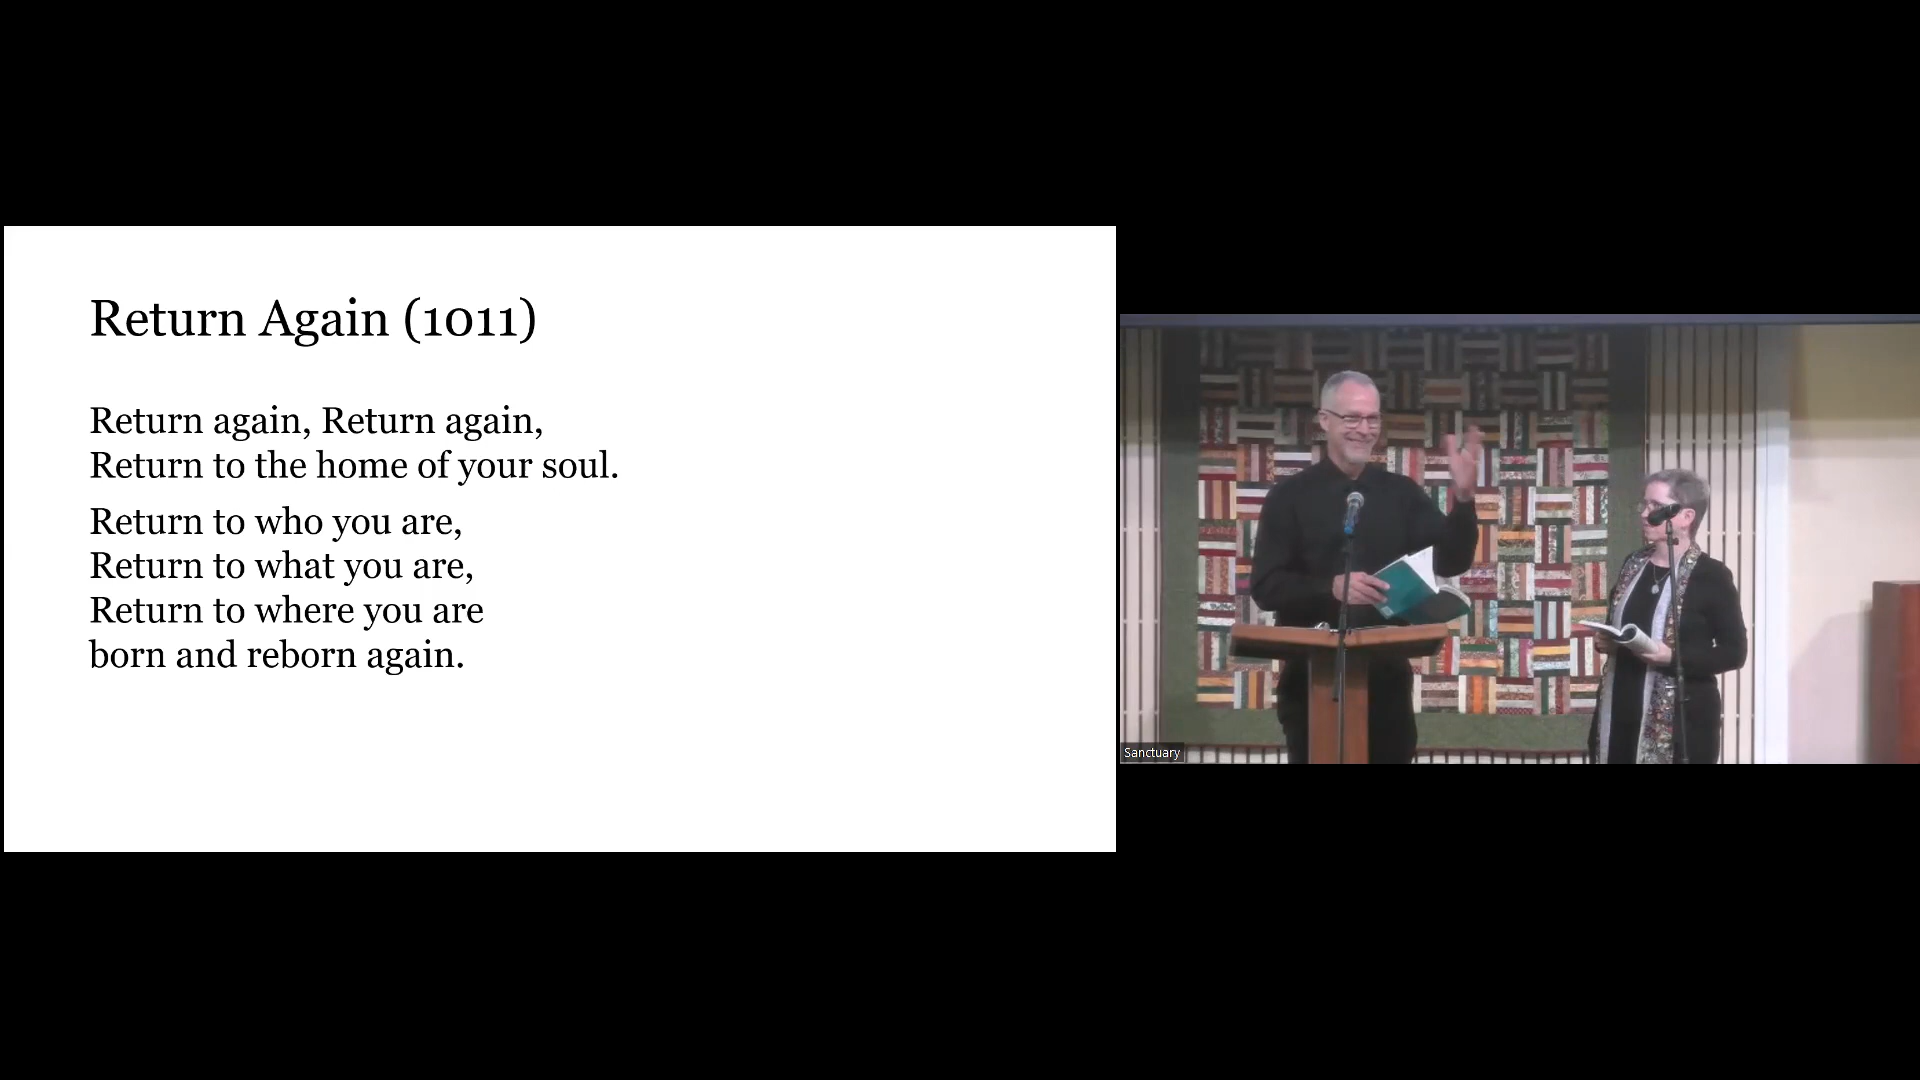 Return Again (1011)
Return again, Return again,
Return to the home of your soul.
Return to who you are,
Return to what you are,
Return to where you are
born and reborn again.
Sanctuary